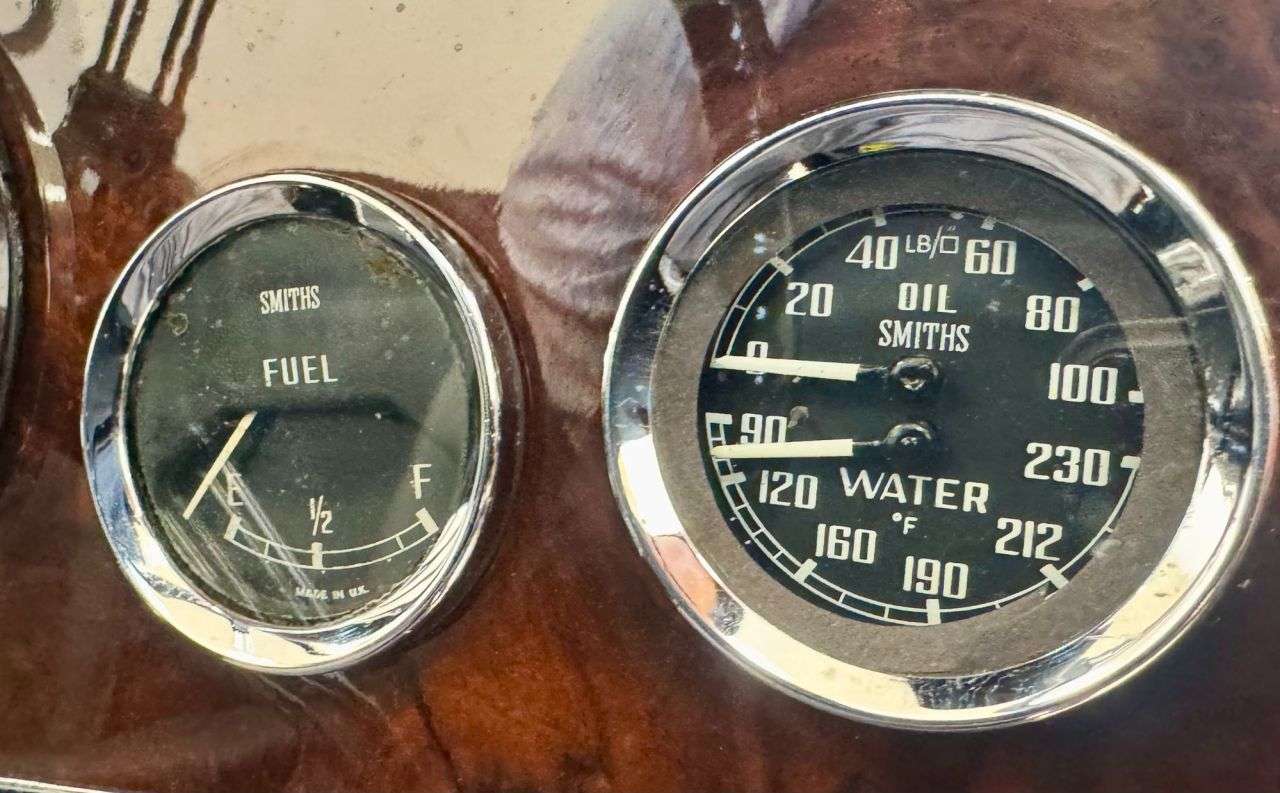 SMITHS
FUEL
E
1/2
F
MADE IN U.K.
40 LB/□" 60
20
OIL
80
SMITHS
0
100
90
230
120
WATER
°F
160
212
190